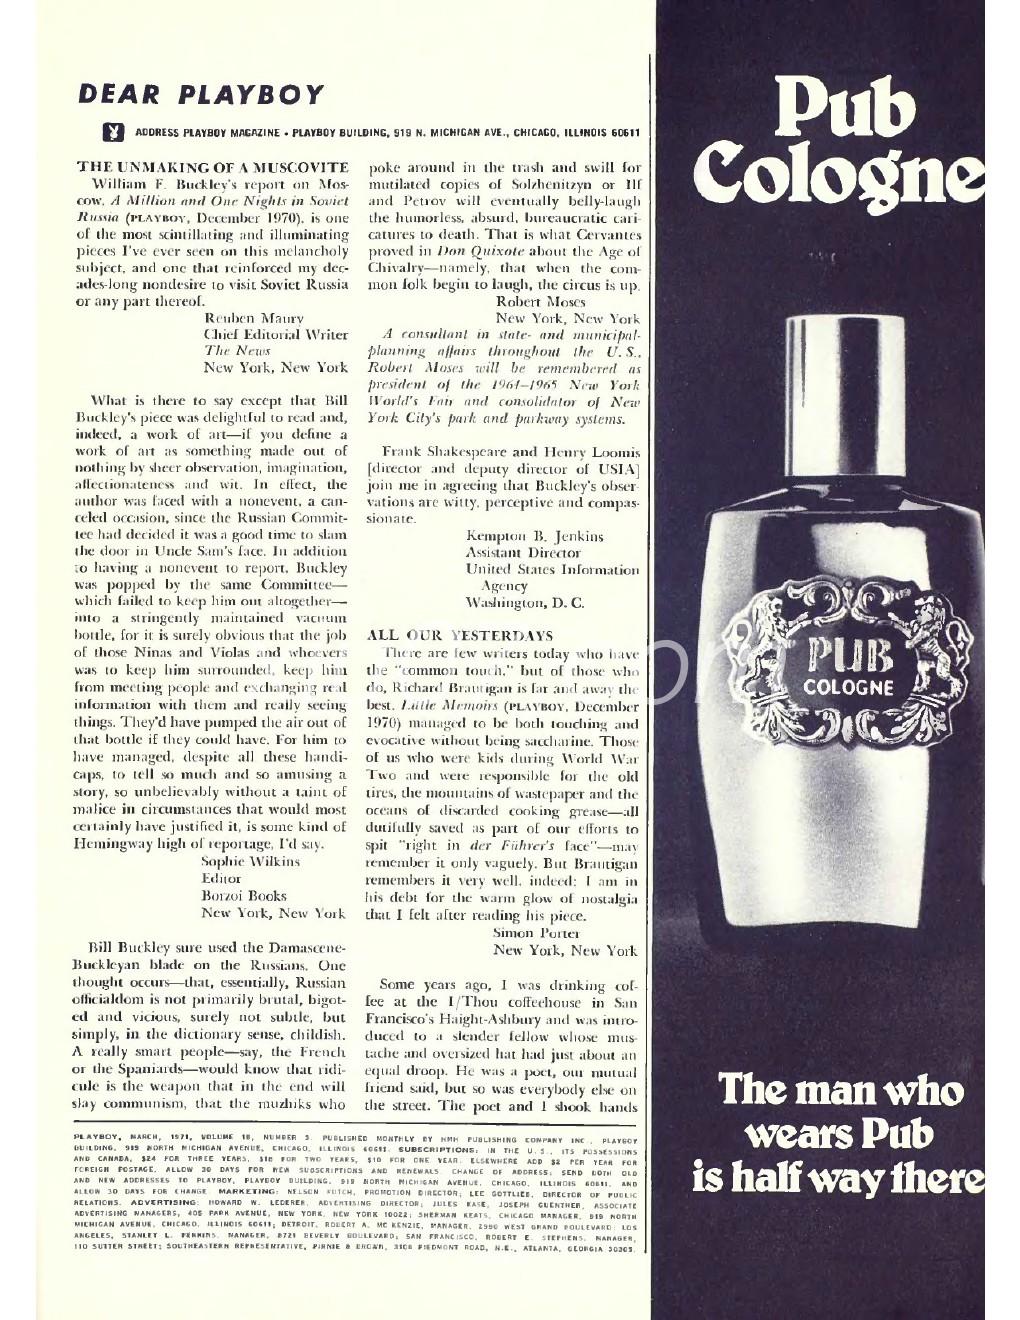 DEAR PLAYBOY
ADDRESS PLAYBOY MAGAZINE • PLAYBOY BUILDING, 919 N. MICHIGAN AVE., CHICAGO, ILLINOIS 60611
THE UNMAKING OF A MUSCOVITE
William F. Buckley's report on Mos-
cow, A Million and One Nights in Soviet
Russia (PLAYBOY, December 1970), is one
of the most scintillating and illuminating
pieces I've ever seen on this melancholy
subject, and one that reinforced my dec-
ades-long nondesire to visit Soviet Russia
or any part thereof.
Reuben Maury
Chief Editorial Writer
The News
New York, New York
What is there to say except that Bill
Buckley's piece was delightful to read and,
indeed, a work of art—if you define a
work of art as something made out of
nothing by sheer observation, imagination,
affectionateness and wit. In effect, the
author was faced with a nonevent, a can-
celed occasion, since the Russian Commit-
tee had decided it was a good time to slam
the door in Uncle Sam's face. In addition
to having a nonevent to report, Buckley
was popped by the same Committee—
which failed to keep him out altogether—
into a stringently maintained vacuum
bottle, for it is surely obvious that the job
of those Ninas and Violas and whoevers
was to keep him surrounded, keep him
from meeting people and exchanging real
information with them and really seeing
things. They'd have pumped the air out of
that bottle if they could have. For him to
have managed, despite all these handi-
caps, to tell so much and so amusing a
story, so unbelievably without a taint of
malice in circumstances that would most
certainly have justified it, is some kind of
Hemingway high of reportage, I'd say.
Sophie Wilkins
Editor
Borzoi Books
New York, New York
Bill Buckley sure used the Damascene-
Buckleyan blade on the Russians. One
thought occurs—that, essentially, Russian
officialdom is not primarily brutal, bigot-
ed and vicious, surely not subtle, but
simply, in the dictionary sense, childish.
A really smart people—say, the French
or the Spaniards—would know that ridi-
cule is the weapon that in the end will
slay communism, that the muzhiks who
poke around in the trash and swill for
mutilated copies of Solzhenitzyn or Ilf
and Petrov will eventually belly-laugh
the humorless, absurd, bureaucratic cari-
catures to death. That is what Cervantes
proved in Don Quixote about the Age of
Chivalry—namely, that when the com-
mon folk begin to laugh, the circus is up.
Robert Moses
New York, New York
A consultant in state- and municipal-
planning affairs throughout the U.S.,
Robert Moses will be remembered as
president of the 1964–1965 New York
World's Fair and consolidator of New
York City's park and parkway systems.
Frank Shakespeare and Henry Loomis
[director and deputy director of USIA]
join me in agreeing that Buckley's obser-
vations are witty, perceptive and compas-
sionate.
Kempton B. Jenkins
Assistant Director
United States Information
Agency
Washington, D. C.
ALL OUR YESTERDAYS
There are few writers today who have
the "common touch," but of those who
do, Richard Brautigan is far and away the
best. Little Memoirs (PLAYBOY, December
1970) managed to be both touching and
evocative without being saccharine. Those
of us who were kids during World War
Two and were responsible for the old
tires, the mountains of wastepaper and the
oceans of discarded cooking grease—all
dutifully saved as part of our efforts to
spit "right in der Führer's face"—may
remember it only vaguely. But Brautigan
remembers it very well, indeed; I am in
his debt for the warm glow of nostalgia
that I felt after reading his piece.
Simon Porter
New York, New York
Some years ago, I was drinking cof-
fee at the I/Thou coffeehouse in San
Francisco's Haight-Ashbury and was intro-
duced to a slender fellow whose mus-
tache and oversized hat had just about an
equal droop. He was a poet, our mutual
friend said, but so was everybody else on
the street. The poet and I shook hands
PLAYBOY, MARCH, 1971, VOLUME 18, NUMBER 3. PUBLISHED MONTHLY BY HMH PUBLISHING COMPANY INC., PLAYBOY
BUILDING, 919 NORTH MICHIGAN AVENUE, CHICAGO, ILLINOIS 60611. SUBSCRIPTIONS: IN THE U.S., ITS POSSESSIONS
AND CANADA, $24 FOR THREE YEARS, $18 FOR TWO YEARS, $10 FOR ONE YEAR. ELSEWHERE ADD $2 PER YEAR FOR
FOREIGN POSTAGE. ALLOW 30 DAYS FOR NEW SUBSCRIPTIONS AND RENEWALS. CHANGE OF ADDRESS: SEND BOTH OLD
AND NEW ADDRESSES TO PLAYBOY, PLAYBOY BUILDING, 919 NORTH MICHIGAN AVENUE, CHICAGO, ILLINOIS 60611, AND
ALLOW 30 DAYS FOR CHANGE. MARKETING: NELSON FUTCH, PROMOTION DIRECTOR; LEE GOTTLIEB, DIRECTOR OF PUBLIC
RELATIONS. ADVERTISING: HOWARD W. LEDERER, ADVERTISING DIRECTOR; JULES KASE, JOSEPH GUENTHER, ASSOCIATE
ADVERTISING MANAGERS, 405 PARK AVENUE, NEW YORK, NEW YORK 10022; SHERMAN KEATS, CHICAGO MANAGER, 919 NORTH
MICHIGAN AVENUE, CHICAGO, ILLINOIS 60611; DETROIT, ROBERT A. MC KENZIE, MANAGER, 2990 WEST GRAND BOULEVARD; LOS
ANGELES, STANLEY L. PERKINS, MANAGER, 8721 BEVERLY BOULEVARD; SAN FRANCISCO, ROBERT E. STEPHENS, MANAGER,
110 SUTTER STREET; SOUTHEASTERN REPRESENTATIVE, PIRNIE & BROWN, 3108 PIEDMONT ROAD, N.E., ATLANTA, GEORGIA 30305.
Pub
Cologne
PUB
COLOGNE
The man who
wears Pub
is half way there